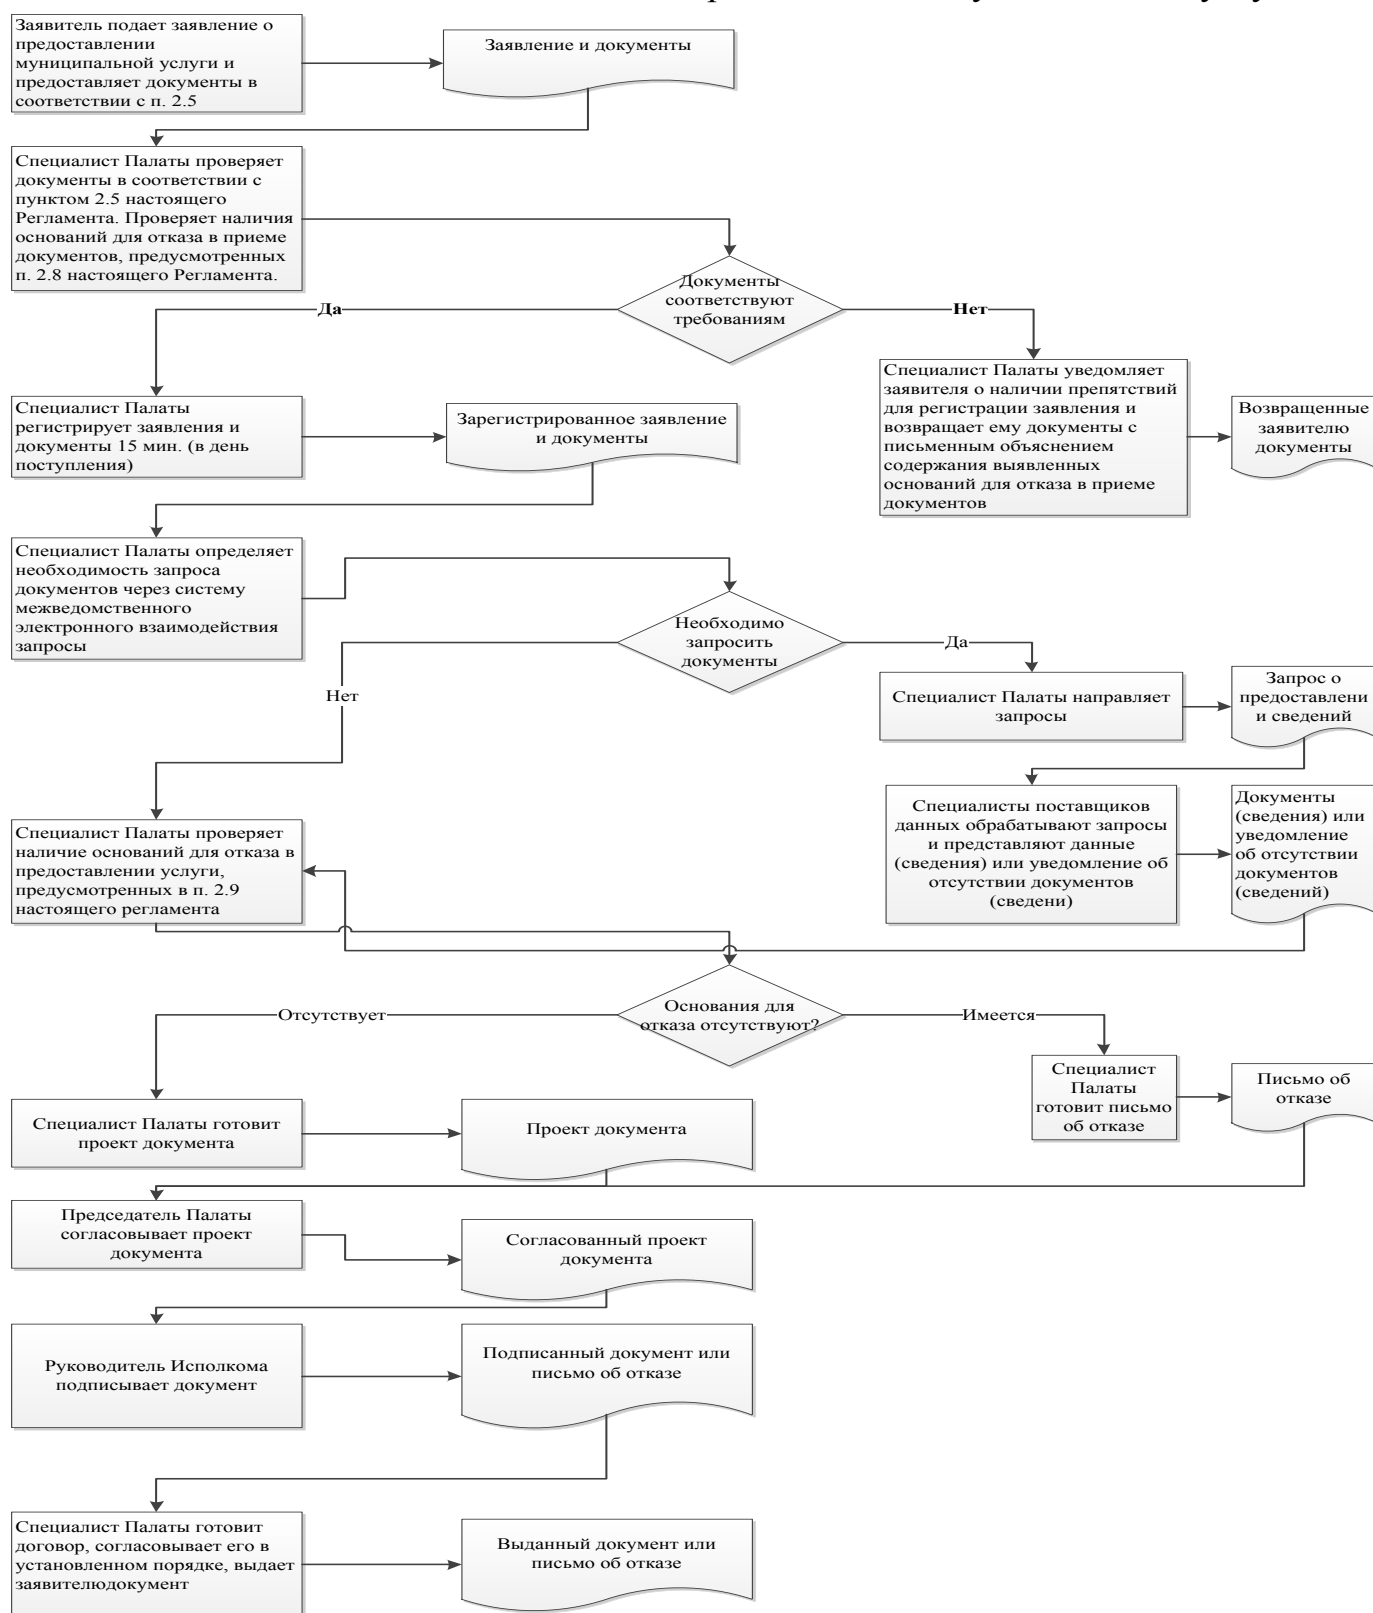 Заявитель подает заявление о
предоставлении
муниципальной услуги и
предоставляет документы в
соответствии с п. 2.5
Заявление и документы
Специалист Палаты проверяет
документы в соответствии с
пунктом 2.5 настоящего
Регламента. Проверяет наличия
оснований для отказа в приеме
документов, предусмотренных
п. 2.8 настоящего Регламента.
Документы
соответствуют
требованиям
Да
Нет
Специалист Палаты
регистрирует заявления и
документы 15 мин. (в день
поступления)
Зарегистрированное заявление
и документы
Специалист Палаты уведомляет
заявителя о наличии препятствий
для регистрации заявления и
возвращает ему документы с
письменным объяснением
содержания выявленных
оснований для отказа в приеме
документов
Возвращенные
заявителю
документы
Специалист Палаты определяет
необходимость запроса
документов через систему
межведомственного
электронного взаимодействия
запросы
Необходимо
запросить
документы
Да
Нет
Специалист Палаты направляет
запросы
Запрос о
предоставлени
и сведений
Специалисты поставщиков
данных обрабатывают запросы
и представляют данные
(сведения) или уведомление об
отсутствии документов
(сведени)
Документы
(сведения) или
уведомление
об отсутствии
документов
(сведений)
Специалист Палаты проверяет
наличие оснований для отказа в
предоставлении услуги,
предусмотренных в п. 2.9
настоящего регламента
Основания для
отказа отсутствуют?
Отсутствует
Имеется
Специалист
Палаты
готовит письмо
об отказе
Письмо об
отказе
Специалист Палаты готовит
проект документа
Проект документа
Председатель Палаты
согласовывает проект
документа
Согласованный проект
документа
Руководитель Исполкома
подписывает документ
Подписанный документ или
письмо об отказе
Специалист Палаты готовит
договор, согласовывает его в
установленном порядке, выдает
заявителюдокумент
Выданный документ или
письмо об отказе